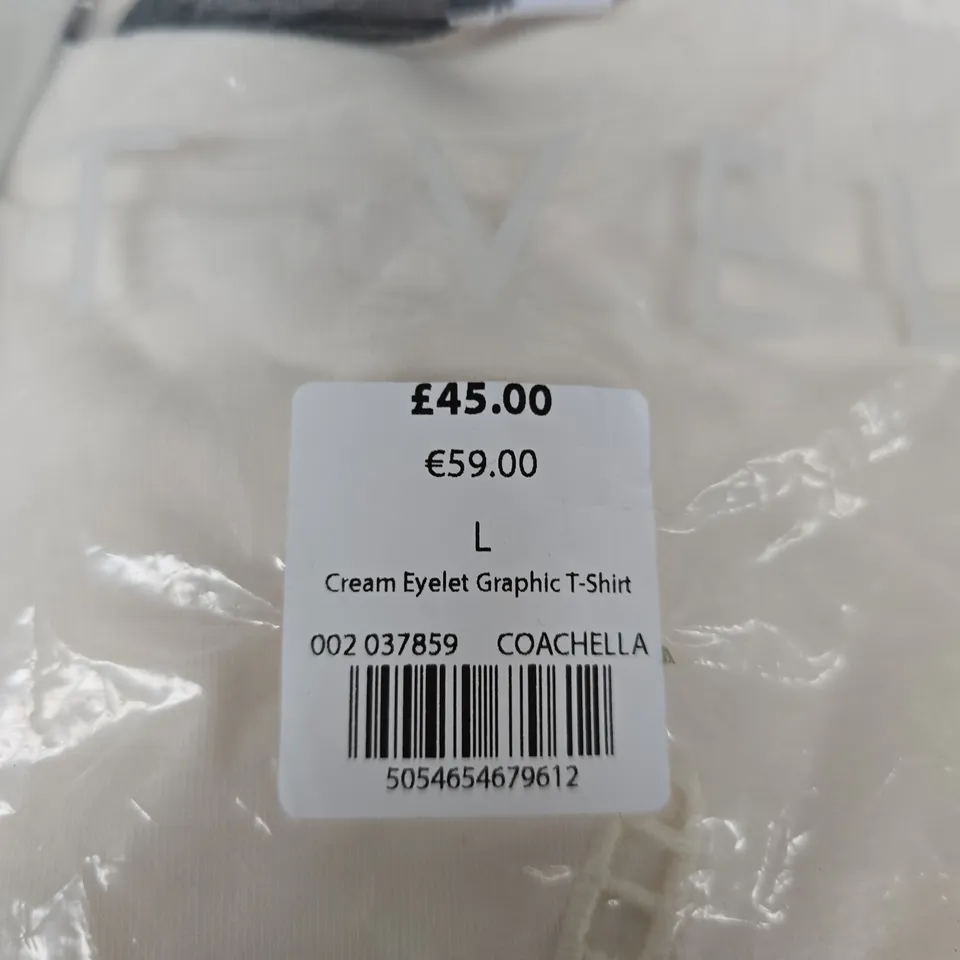 £45.00
€59.00
L
Cream Eyelet Graphic T-Shirt
002 037859 COACHELLA
5054654679612